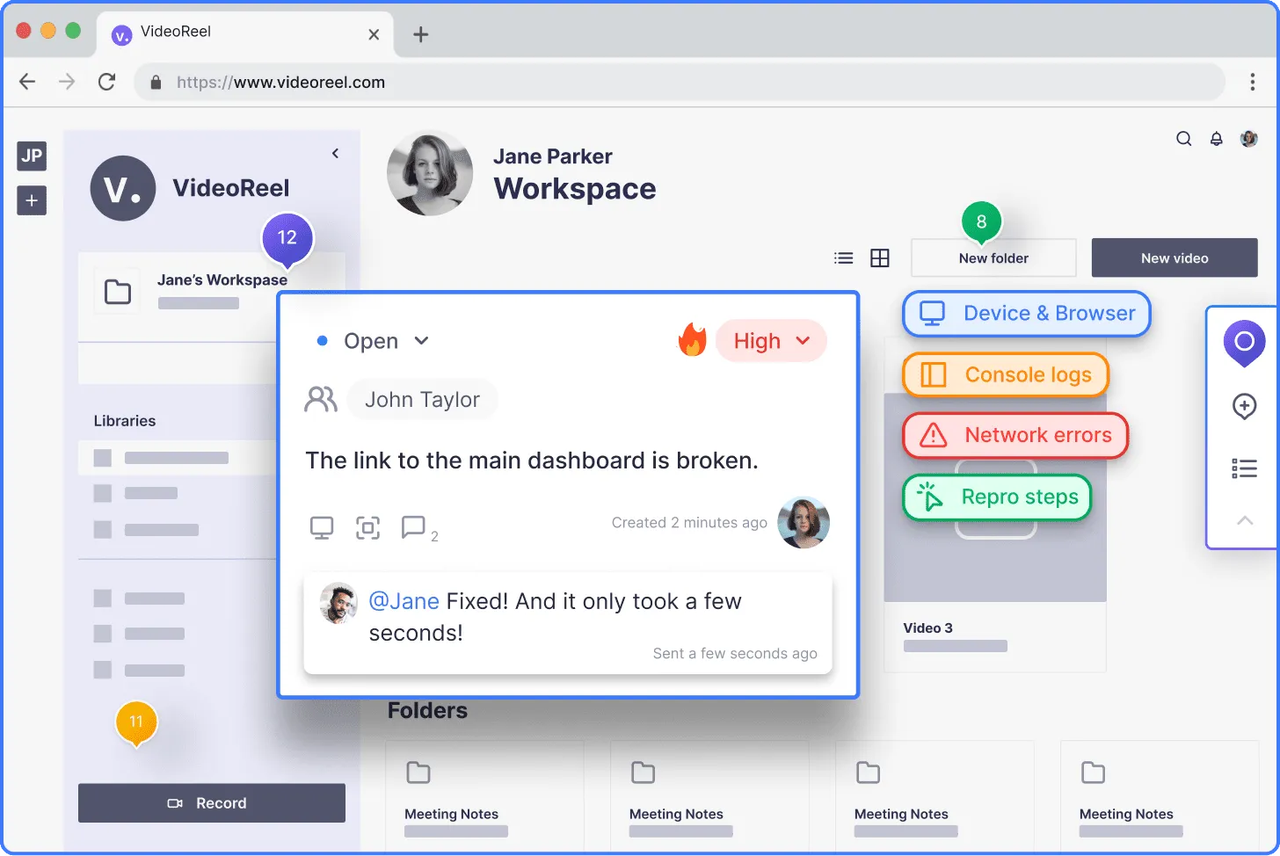 VideoReel
https://www.videoreel.com
JP
V.
VideoReel
Jane Parker
Workspace
12
8
Jane's Workspase
New folder
New video
Open
High
John Taylor
The link to the main dashboard is broken.
2
Created 2 minutes ago
@Jane Fixed! And it only took a few
seconds!
Sent a few seconds ago
Device & Browser
Console logs
Network errors
Repro steps
Libraries
Video 3
11
Record
Folders
Meeting Notes
Meeting Notes
Meeting Notes
Meeting Notes